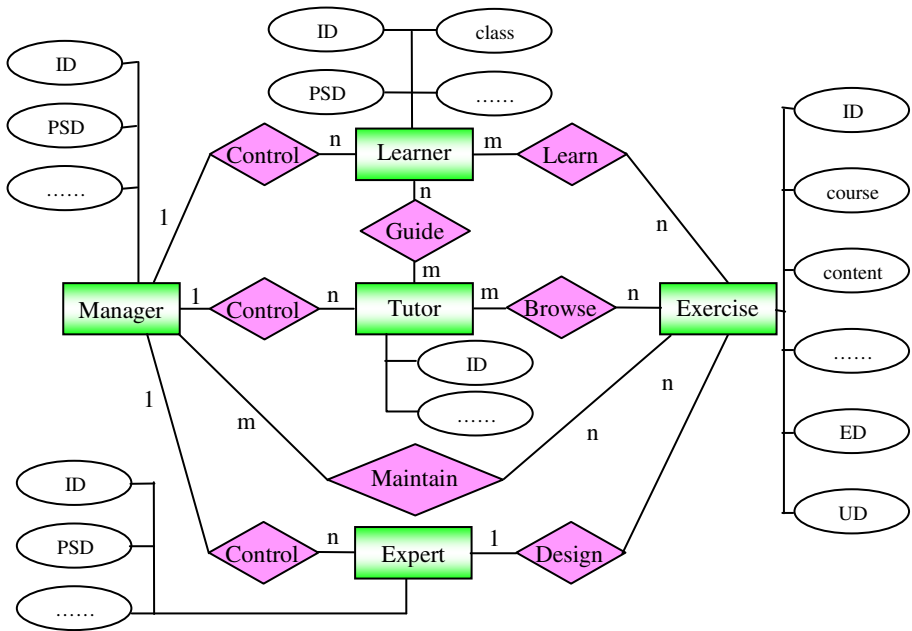 ID
class
ID
PSD
……
PSD
ID
……
Control
n
Learner
m
Learn
course
1
n
n
Guide
content
m
Manager
1
Control
n
Tutor
m
Browse
n
Exercise
ID
……
1
m
n
n
……
ED
Maintain
ID
UD
PSD
Control
n
Expert
1
Design
……